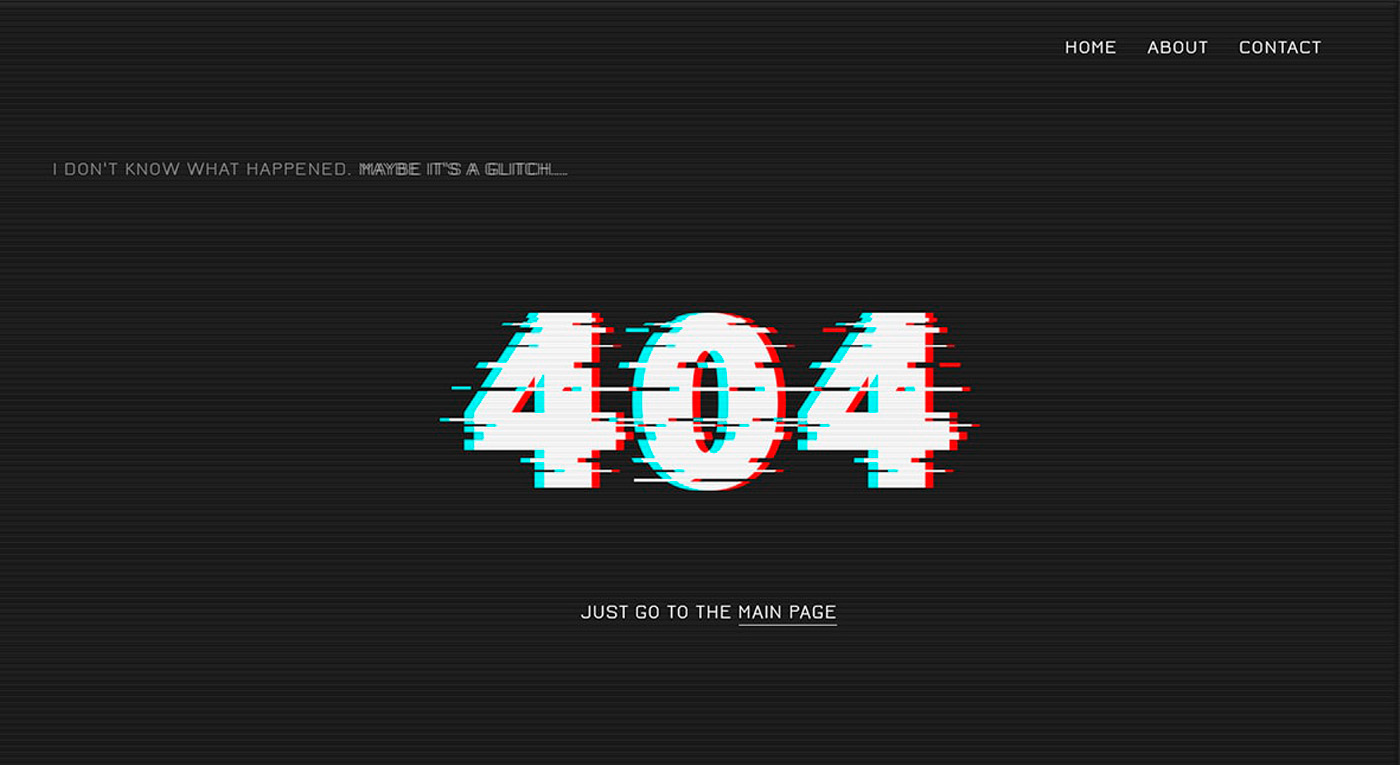 HOME ABOUT CONTACT
I DON'T KNOW WHAT HAPPENED. MAYBE IT'S A GLITCH...
404
JUST GO TO THE MAIN PAGE